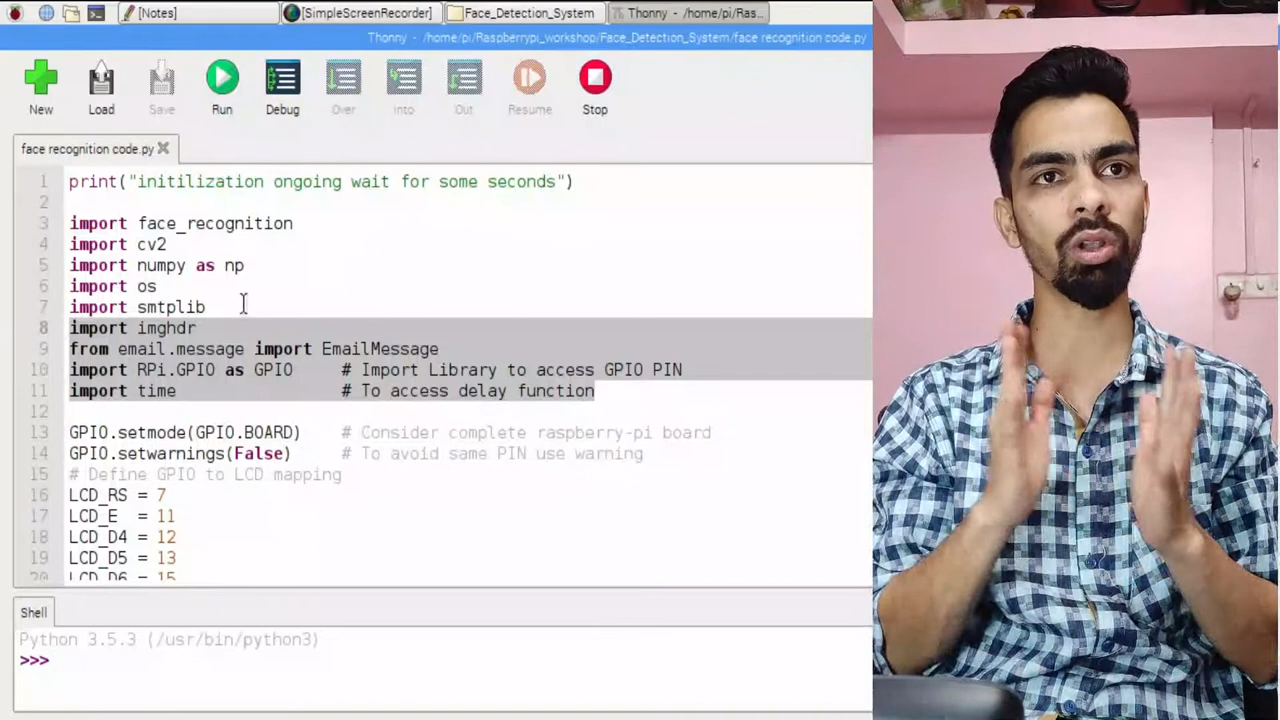 [Notes]
[SimpleScreenRecorder]
Face_Detection_System
Thonny - /home/pi/Ras...
Thonny - /home/pi/Raspberrypi_workshop/Face_Detection_System/face recognition code.py
New
Load
Save
Run
Debug
Over
Into
Out
Resume
Stop
face recognition code.py
1 print("initilization ongoing wait for some seconds")
2
3 import face_recognition
4 import cv2
5 import numpy as np
6 import os
7 import smtplib
8 import imghdr
9 from email.message import EmailMessage
10 import RPi.GPIO as GPIO # Import Library to access GPIO PIN
11 import time # To access delay function
12
13 GPIO.setmode(GPIO.BOARD) # Consider complete raspberry-pi board
14 GPIO.setwarnings(False) # To avoid same PIN use warning
15 # Define GPIO to LCD mapping
16 LCD_RS = 7
17 LCD_E = 11
18 LCD_D4 = 12
19 LCD_D5 = 13
20 LCD_D6 = 15
Shell
Python 3.5.3 (/usr/bin/python3)
>>>